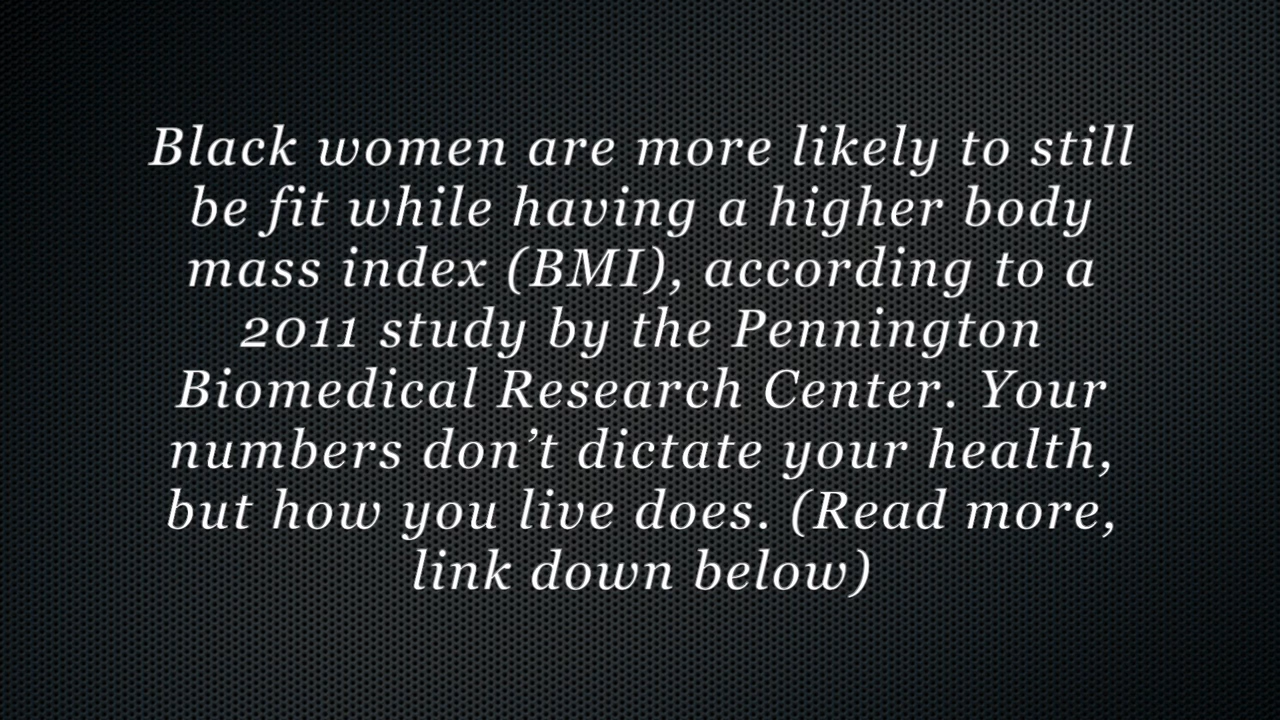 Black women are more likely to still
be fit while having a higher body
mass index (BMI), according to a
2011 study by the Pennington
Biomedical Research Center. Your
numbers don’t dictate your health,
but how you live does. (Read more,
link down below)